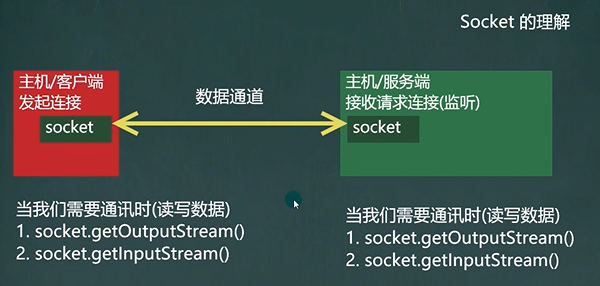 Socket 的理解
主机/客户端
发起连接
socket
数据通道
主机/服务端
接收请求连接(监听)
socket
当我们需要通讯时(读写数据)
1. socket.getOutputStream()
2. socket.getInputStream()
当我们需要通讯时(读写数据)
1. socket.getOutputStream()
2. socket.getInputStream()